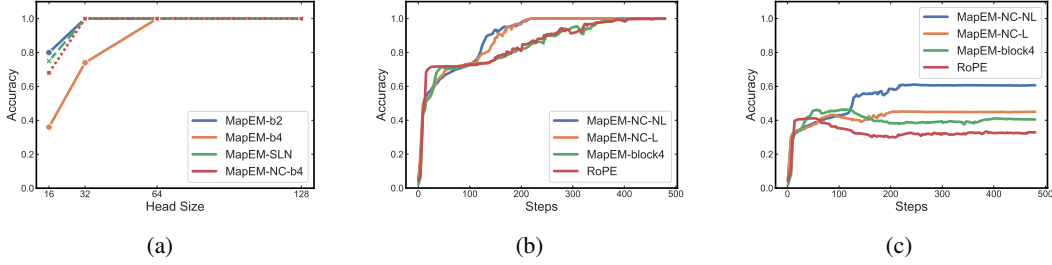 Accuracy
1.0
0.8
0.6
0.4
0.2
0.0
16
32
64
128
Head Size
MapEM-b2
MapEM-b4
MapEM-SLN
MapEM-NC-b4
(a)
Accuracy
1.0
0.8
0.6
0.4
0.2
0.0
0
100
200
300
400
500
Steps
MapEM-NC-NL
MapEM-NC-L
MapEM-block4
RoPE
(b)
Accuracy
1.0
0.8
0.6
0.4
0.2
0.0
0
100
200
300
400
500
Steps
MapEM-NC-NL
MapEM-NC-L
MapEM-block4
RoPE
(c)